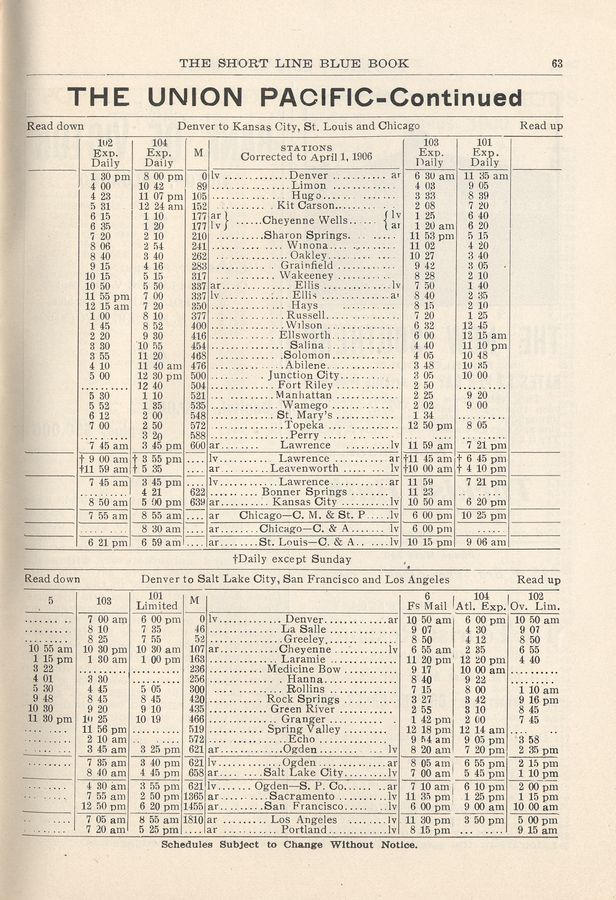 THE SHORT LINE BLUE BOOK 63
THE UNION PACIFIC-Continued
Read down Denver to Kansas City, St. Louis and Chicago Read up
102 Exp. Daily 104 Exp. Daily M STATIONS Corrected to April 1, 1906 103 Exp. Daily 101 Exp. Daily
1 30 pm 8 00 pm 0 lv Denver ar 6 30 am 11 35 am
4 00 10 42 89 Limon 4 03 9 05
4 23 11 07 pm 105 Hugo 3 33 8 39
5 31 12 24 am 152 Kit Carson 2 08 7 20
6 15 1 10 177 ar Cheyenne Wells lv 1 25 6 40
6 35 1 20 177 lv ar 1 20 am 6 20
7 20 2 10 210 Sharon Springs 11 53 pm 5 15
8 06 2 54 241 Winona 11 02 4 20
8 40 3 40 262 Oakley 10 27 3 40
9 15 4 16 283 Grainfield 9 42 3 05
10 15 5 15 317 Wakeeney 8 28 2 10
10 50 5 50 337 ar Ellis lv 7 50 1 40
11 55 pm 7 00 337 lv Ellis ar 8 40 2 35
12 15 am 7 20 350 Hays 8 15 2 10
1 00 8 10 377 Russell 7 20 1 25
1 45 8 52 400 Wilson 6 32 12 45
2 20 9 30 416 Ellsworth 6 00 12 15 am
3 30 10 55 454 Salina 4 40 11 10 pm
3 55 11 20 468 Solomon 4 05 10 48
4 10 11 40 am 476 Abilene 3 48 10 35
5 00 12 30 pm 500 Junction City 3 05 10 00
12 40 504 Fort Riley 2 50
5 30 1 10 521 Manhattan 2 25 9 20
5 52 1 35 535 Wamego 2 02 9 00
6 12 2 00 548 St. Mary's 1 34
7 00 2 50 572 Topeka 12 50 pm 8 05
3 20 588 Perry
7 45 am 3 45 pm 600 ar Lawrence lv 11 59 am 7 21 pm
† 9 00 am † 3 55 pm lv Lawrence ar †11 45 am † 6 45 pm
†11 59 am † 5 35 ar Leavenworth lv †10 00 am † 4 10 pm
7 45 am 3 45 pm lv Lawrence ar 11 59 7 21 pm
4 21 622 Bonner Springs 11 23
8 50 am 5 00 pm 639 ar Kansas City lv 10 50 am 6 20 pm
7 55 am 8 55 am ar Chicago—C. M. & St. P lv 6 00 pm 10 25 pm
8 30 am ar Chicago—C. & A. lv 6 00 pm
6 21 pm 6 59 am ar St. Louis—C. & A. lv 10 15 pm 9 06 am
†Daily except Sunday
Read down Denver to Salt Lake City, San Francisco and Los Angeles Read up
5 103 101 Limited M 6 Fs Mail 104 Atl. Exp. 102 Ov. Lim.
7 00 am 6 00 pm 0 lv Denver ar 10 50 am 6 00 pm 10 50 am
8 10 7 35 46 La Salle 9 07 4 30 9 07
8 25 7 55 52 Greeley 8 50 4 12 8 50
10 55 am 10 30 pm 10 30 am 107 ar Cheyenne lv 6 55 am 2 35 6 55
1 15 pm 1 30 am 1 00 pm 163 Laramie 11 20 pm 12 20 pm 4 40
3 22 236 Medicine Bow 9 17 10 00 am
4 01 3 30 256 Hanna 8 40 9 22
5 30 4 45 5 05 300 Rollins 7 15 8 00 1 10 am
9 48 8 45 8 45 420 Rock Springs 3 27 3 42 9 16 pm
10 30 9 20 9 10 435 Green River 2 55 3 10 8 45
11 30 pm 10 25 10 19 466 Granger 1 42 pm 2 00 7 45
11 56 pm 519 Spring Valley 12 18 pm 12 14 am
2 10 am 572 Echo 9 54 am 9 05 pm 3 58
3 45 am 3 25 pm 621 ar Ogden lv 8 20 am 7 20 pm 2 35 pm
7 35 am 3 40 pm 621 lv Ogden ar 8 05 am 6 55 pm 2 15 pm
8 40 am 4 45 pm 658 ar Salt Lake City lv 7 00 am 5 45 pm 1 10 pm
4 30 am 3 55 pm 621 lv Ogden—S. P. Co. ar 7 10 am 6 10 pm 2 00 pm
7 55 am 2 50 pm 1365 ar Sacramento lv 11 35 pm 1 25 pm 1 15 pm
12 50 pm 6 20 pm 1455 ar San Francisco lv 6 00 pm 9 00 am 10 00 am
7 05 am 8 55 am 1810 ar Los Angeles lv 11 30 pm 3 50 pm 5 00 pm
7 20 am 5 25 pm ar Portland lv 8 15 pm 9 15 am
Schedules Subject to Change Without Notice.